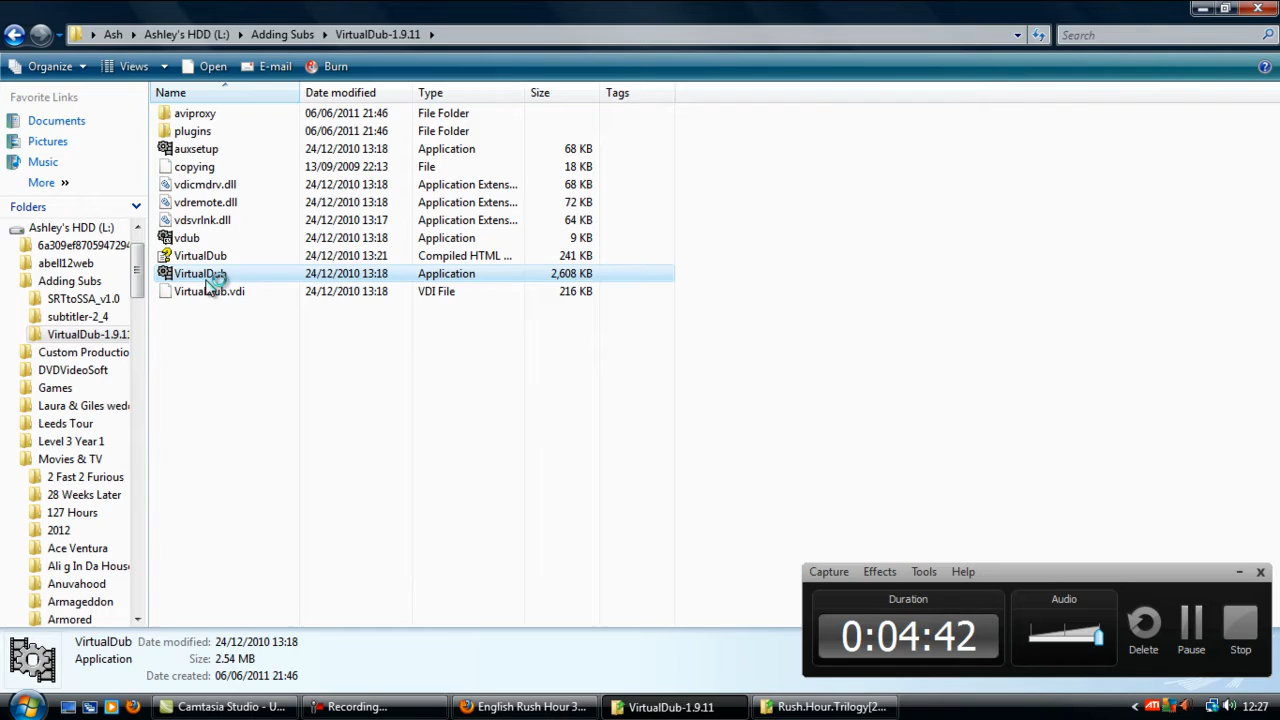 Ash
Ashley's HDD (L:)
Adding Subs
VirtualDub-1.9.11
Search
Organize
Views
Open
E-mail
Burn
Favorite Links
Documents
Pictures
Music
More »
Folders
Ashley's HDD (L:)
6a309ef8705947294
abell12web
Adding Subs
SRTtoSSA_v1.0
subtitler-2_4
VirtualDub-1.9.11
Custom Productio
DVDVideoSoft
Games
Laura & Giles wed
Leeds Tour
Level 3 Year 1
Movies & TV
2 Fast 2 Furious
28 Weeks Later
127 Hours
2012
Ace Ventura
Ali g In Da Hous
Anuvahood
Armageddon
Armored
Name Date modified Type Size Tags
aviproxy 06/06/2011 21:46 File Folder
plugins 06/06/2011 21:46 File Folder
auxsetup 24/12/2010 13:18 Application 68 KB
copying 13/09/2009 22:13 File 18 KB
vdicmdrv.dll 24/12/2010 13:18 Application Extens... 68 KB
vdremote.dll 24/12/2010 13:18 Application Extens... 72 KB
vdsvrlnk.dll 24/12/2010 13:17 Application Extens... 64 KB
vdub 24/12/2010 13:18 Application 9 KB
VirtualDub 24/12/2010 13:21 Compiled HTML ... 241 KB
VirtualDub 24/12/2010 13:18 Application 2,608 KB
VirtualDub.vdi 24/12/2010 13:18 VDI File 216 KB
Capture Effects Tools Help
Duration
0:04:42
Audio
Delete
Pause
Stop
VirtualDub Date modified: 24/12/2010 13:18
Application Size: 2.54 MB
Date created: 06/06/2011 21:46
Camtasia Studio - U...
Recording...
English Rush Hour 3...
VirtualDub-1.9.11
Rush.Hour.Trilogy[2...
ATI
12:27